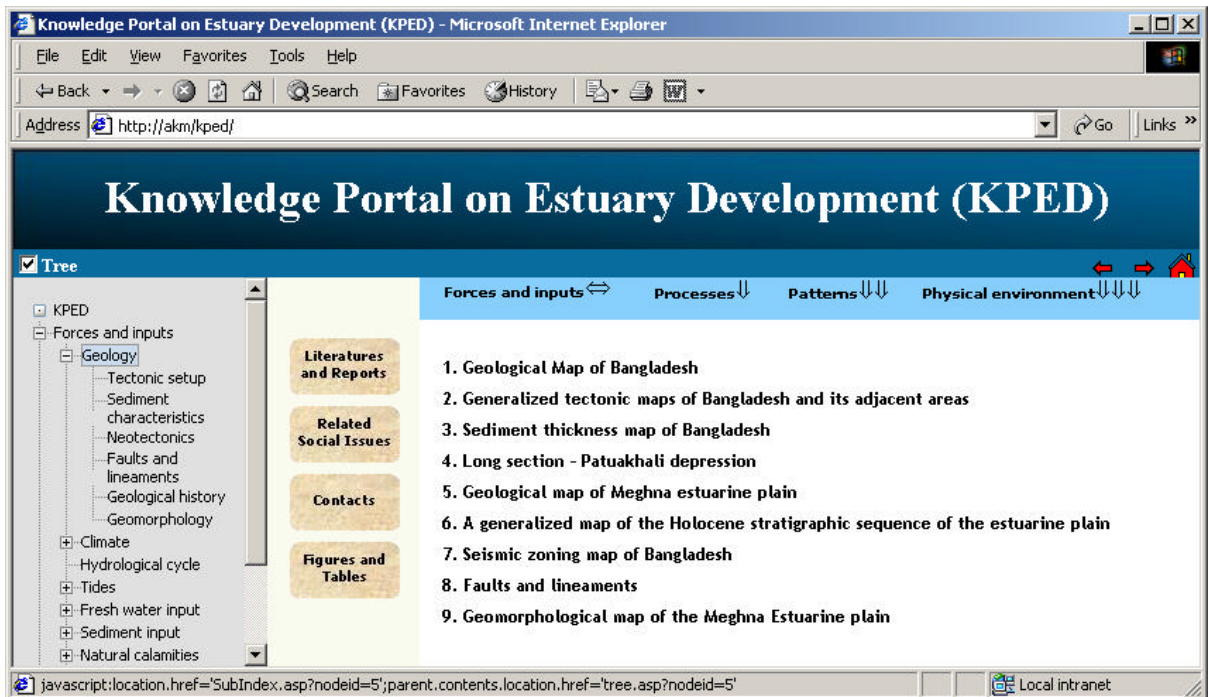 Knowledge Portal on Estuary Development (KPED) - Microsoft Internet Explorer
File Edit View Favorites Tools Help
Back Search Favorites History
Address http://akm/kped/ Go Links »
Knowledge Portal on Estuary Development (KPED)
Tree
KPED
Forces and inputs
Geology
Tectonic setup
Sediment
characteristics
Neotectonics
Faults and
lineaments
Geological history
Geomorphology
Climate
Hydrological cycle
Tides
Fresh water input
Sediment input
Natural calamities
Literatures
and Reports
Related
Social Issues
Contacts
Figures and
Tables
Forces and inputs⇔ Processes⇓ Patterns⇓⇓ Physical environment⇓⇓⇓
1. Geological Map of Bangladesh
2. Generalized tectonic maps of Bangladesh and its adjacent areas
3. Sediment thickness map of Bangladesh
4. Long section - Patuakhali depression
5. Geological map of Meghna estuarine plain
6. A generalized map of the Holocene stratigraphic sequence of the estuarine plain
7. Seismic zoning map of Bangladesh
8. Faults and lineaments
9. Geomorphological map of the Meghna Estuarine plain
javascript:location.href='SubIndex.asp?nodeid=5';parent.contents.location.href='tree.asp?nodeid=5' Local intranet